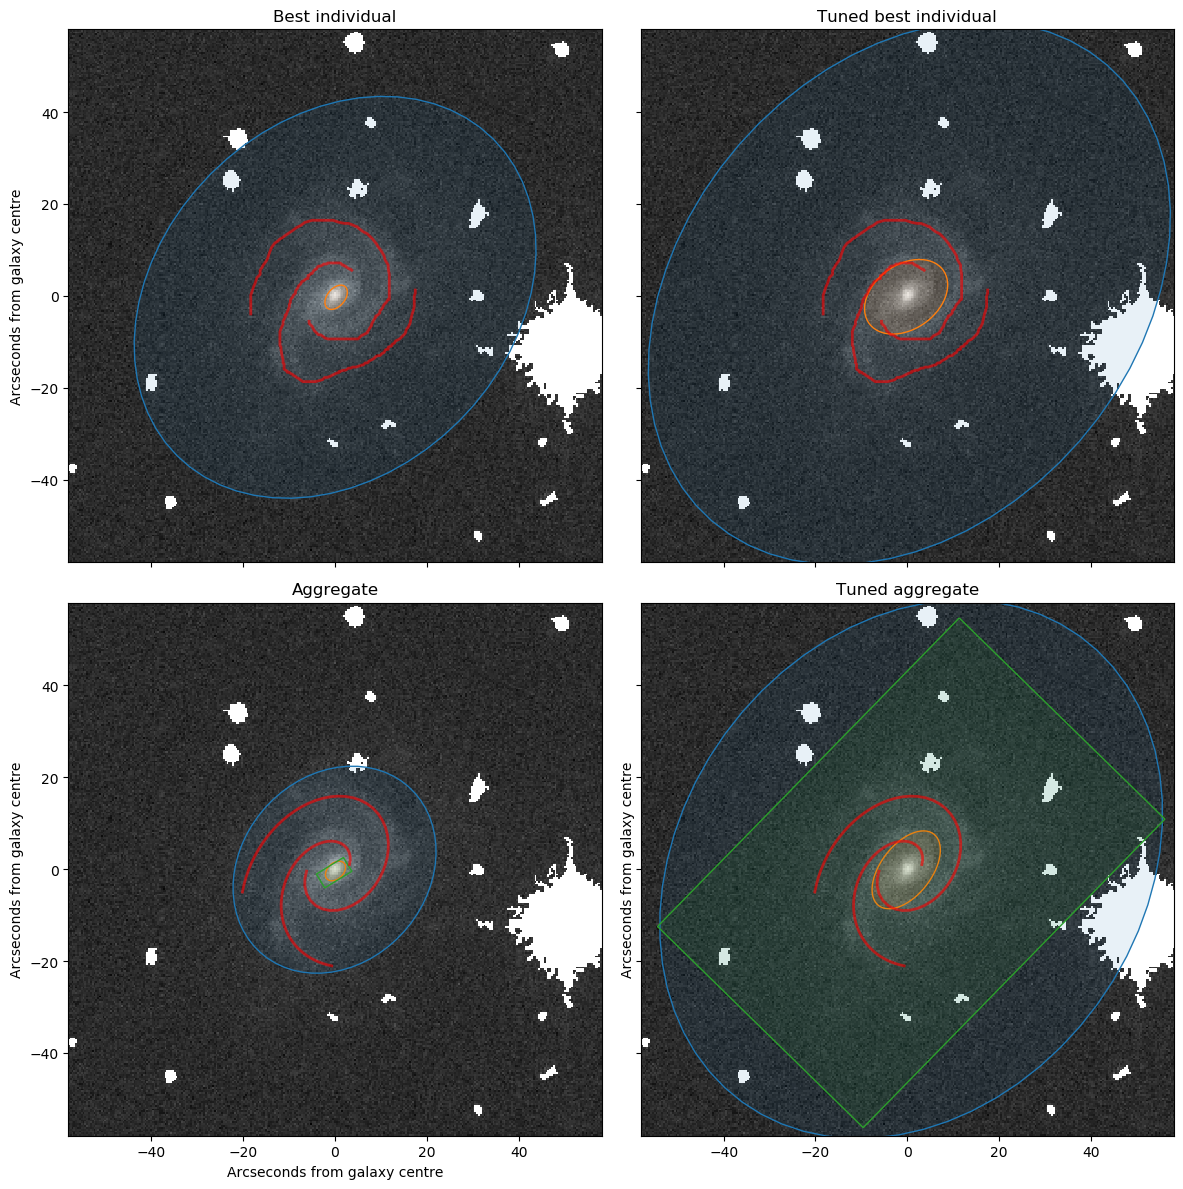 Best individual
Tuned best individual
Arcseconds from galaxy centre
40
20
0
−20
−40
Aggregate
Tuned aggregate
Arcseconds from galaxy centre
Arcseconds from galaxy centre
40
20
0
−20
−40
−40 −20 0 20 40
−40 −20 0 20 40
Arcseconds from galaxy centre